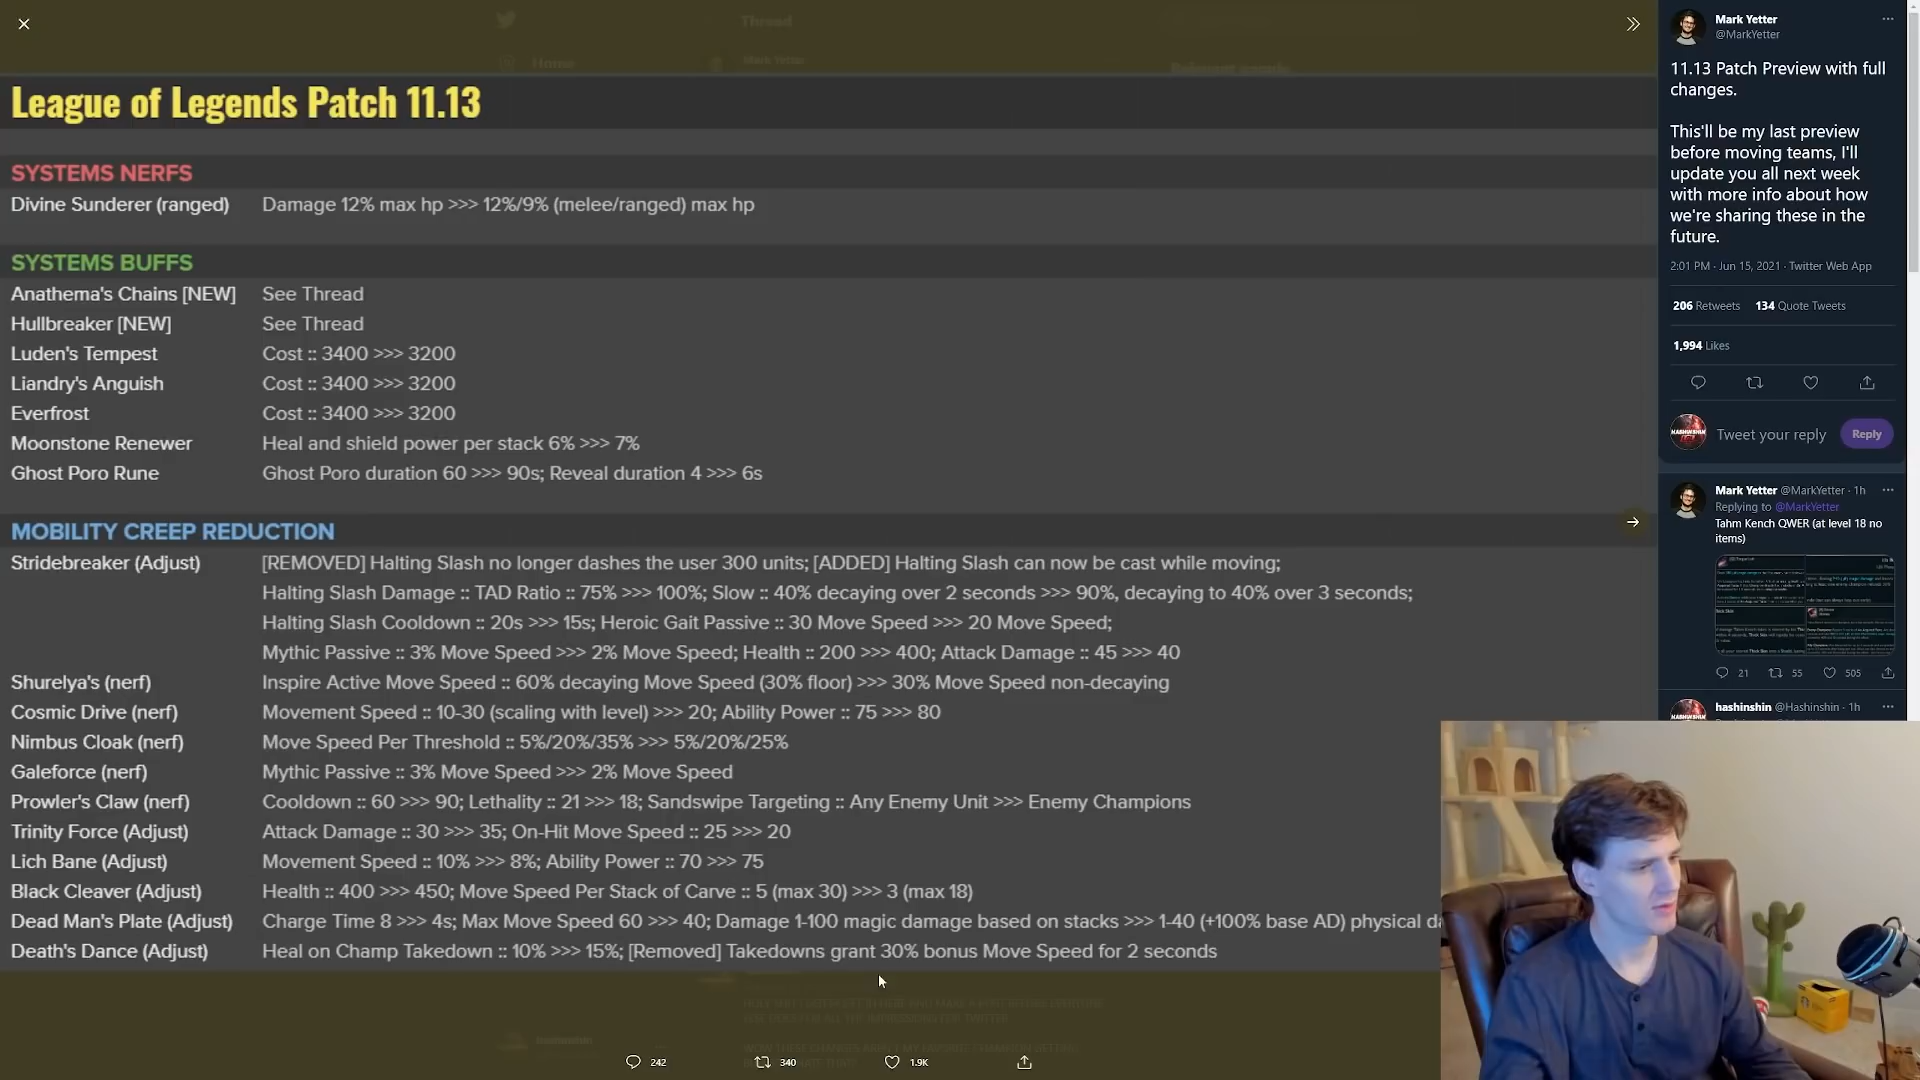 Thread
Home
Mark Yetter
Relevant people
League of Legends Patch 11.13
SYSTEMS NERFS
Divine Sunderer (ranged) Damage 12% max hp >>> 12%/9% (melee/ranged) max hp
SYSTEMS BUFFS
Anathema's Chains [NEW] See Thread
Hullbreaker [NEW] See Thread
Luden's Tempest Cost :: 3400 >>> 3200
Liandry's Anguish Cost :: 3400 >>> 3200
Everfrost Cost :: 3400 >>> 3200
Moonstone Renewer Heal and shield power per stack 6% >>> 7%
Ghost Poro Rune Ghost Poro duration 60 >>> 90s; Reveal duration 4 >>> 6s
MOBILITY CREEP REDUCTION
Stridebreaker (Adjust) [REMOVED] Halting Slash no longer dashes the user 300 units; [ADDED] Halting Slash can now be cast while moving;
Halting Slash Damage :: TAD Ratio :: 75% >>> 100%; Slow :: 40% decaying over 2 seconds >>> 90%, decaying to 40% over 3 seconds;
Halting Slash Cooldown :: 20s >>> 15s; Heroic Gait Passive :: 30 Move Speed >>> 20 Move Speed;
Mythic Passive :: 3% Move Speed >>> 2% Move Speed; Health :: 200 >>> 400; Attack Damage :: 45 >>> 40
Shurelya's (nerf) Inspire Active Move Speed :: 60% decaying Move Speed (30% floor) >>> 30% Move Speed non-decaying
Cosmic Drive (nerf) Movement Speed :: 10-30 (scaling with level) >>> 20; Ability Power :: 75 >>> 80
Nimbus Cloak (nerf) Move Speed Per Threshold :: 5%/20%/35% >>> 5%/20%/25%
Galeforce (nerf) Mythic Passive :: 3% Move Speed >>> 2% Move Speed
Prowler's Claw (nerf) Cooldown :: 60 >>> 90; Lethality :: 21 >>> 18; Sandswipe Targeting :: Any Enemy Unit >>> Enemy Champions
Trinity Force (Adjust) Attack Damage :: 30 >>> 35; On-Hit Move Speed :: 25 >>> 20
Lich Bane (Adjust) Movement Speed :: 10% >>> 8%; Ability Power :: 70 >>> 75
Black Cleaver (Adjust) Health :: 400 >>> 450; Move Speed Per Stack of Carve :: 5 (max 30) >>> 3 (max 18)
Dead Man's Plate (Adjust) Charge Time 8 >>> 4s; Max Move Speed 60 >>> 40; Damage 1-100 magic damage based on stacks >>> 1-40 (+100% base AD) physical da
Death's Dance (Adjust) Heal on Champ Takedown :: 10% >>> 15%; [Removed] Takedowns grant 30% bonus Move Speed for 2 seconds
242 340 1.9K
Mark Yetter
@MarkYetter
11.13 Patch Preview with full
changes.
This'll be my last preview
before moving teams, I'll
update you all next week
with more info about how
we're sharing these in the
future.
2:01 PM · Jun 15, 2021 · Twitter Web App
206 Retweets 134 Quote Tweets
1,994 Likes
HASHINSHIN
Tweet your reply Reply
Mark Yetter @MarkYetter · 1h
Replying to @MarkYetter
Tahm Kench QWER (at level 18 no
items)
21 55 505
hashinshin @Hashinshin · 1h